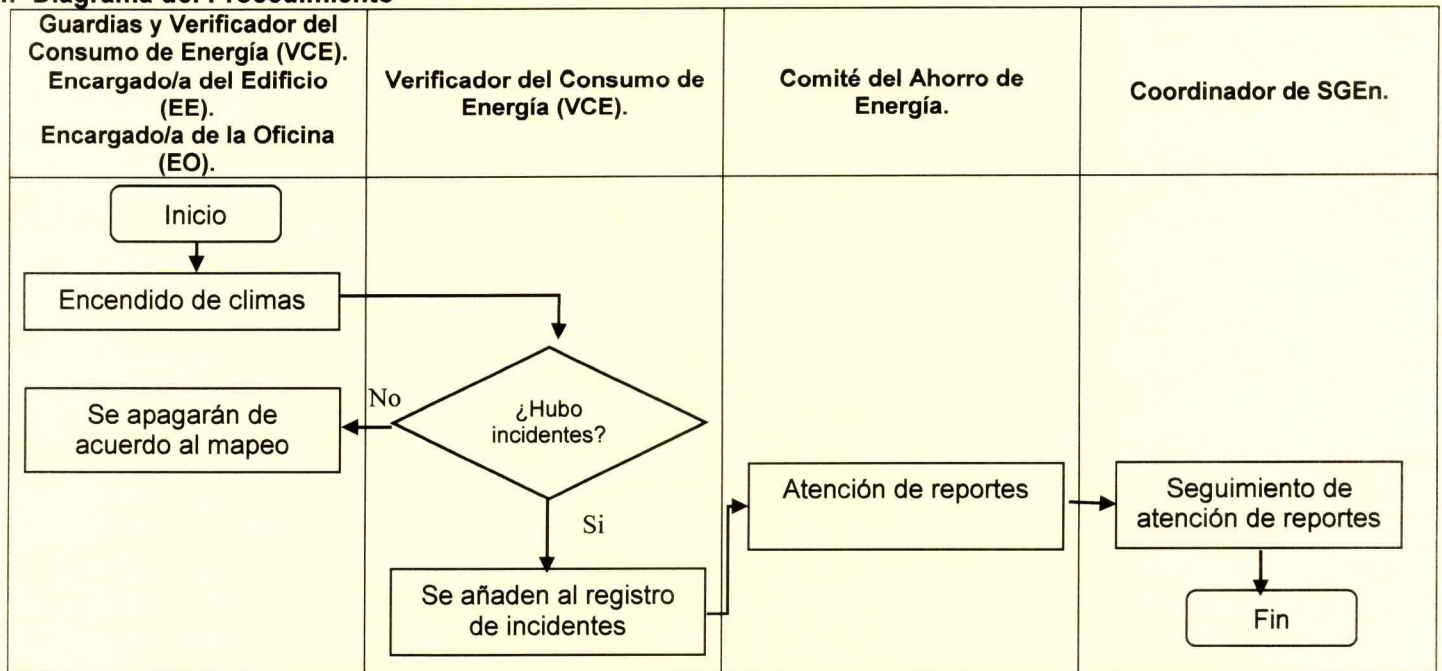 Diagrama del Procedimiento
Guardias y Verificador del
Consumo de Energía (VCE).
Encargado/a del Edificio
(EE).
Encargado/a de la Oficina
(EO).
Verificador del Consumo de
Energía (VCE).
Comité del Ahorro de
Energía.
Coordinador de SGEn.
Inicio
Encendido de climas
Se apagarán de
acuerdo al mapeo
No
¿Hubo
incidentes?
Si
Se añaden al registro
de incidentes
Atención de reportes
Seguimiento de
atención de reportes
Fin